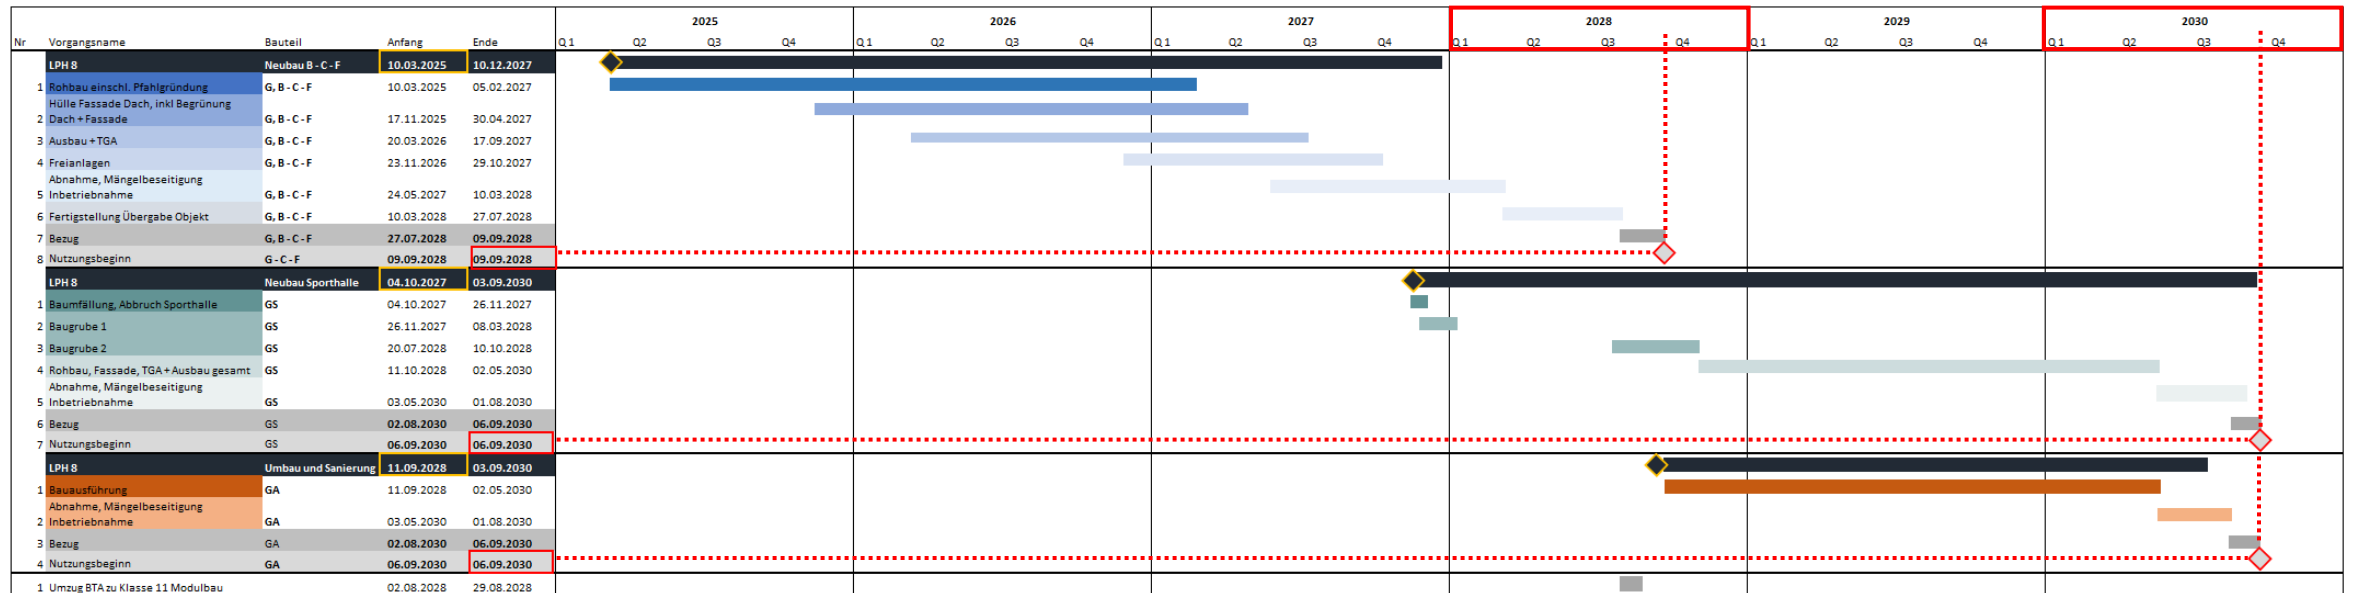 2025 2026 2027 2028 2029 2030
Nr Vorgangsname Bauteil Anfang Ende Q1 Q2 Q3 Q4 Q1 Q2 Q3 Q4 Q1 Q2 Q3 Q4 Q1 Q2 Q3 Q4 Q1 Q2 Q3 Q4 Q1 Q2 Q3 Q4
LPH 8 Neubau B - C - F 10.03.2025 10.12.2027
1 Rohbau einschl. Pfahlgründung G, B - C - F 10.03.2025 05.02.2027
Hülle Fassade Dach, inkl Begrünung
2 Dach + Fassade G, B - C - F 17.11.2025 30.04.2027
3 Ausbau + TGA G, B - C - F 20.03.2026 17.09.2027
4 Freianlagen G, B - C - F 23.11.2026 29.10.2027
Abnahme, Mängelbeseitigung
5 Inbetriebnahme G, B - C - F 24.05.2027 10.03.2028
6 Fertigstellung Übergabe Objekt G, B - C - F 10.03.2028 27.07.2028
7 Bezug G, B - C - F 27.07.2028 09.09.2028
8 Nutzungsbeginn G - C - F 09.09.2028 09.09.2028
LPH 8 Neubau Sporthalle 04.10.2027 03.09.2030
1 Baumfällung, Abbruch Sporthalle GS 04.10.2027 26.11.2027
2 Baugrube 1 GS 26.11.2027 08.03.2028
3 Baugrube 2 GS 20.07.2028 10.10.2028
4 Rohbau, Fassade, TGA + Ausbau gesamt GS 11.10.2028 02.05.2030
Abnahme, Mängelbeseitigung
5 Inbetriebnahme GS 03.05.2030 01.08.2030
6 Bezug GS 02.08.2030 06.09.2030
7 Nutzungsbeginn GS 06.09.2030 06.09.2030
LPH 8 Umbau und Sanierung 11.09.2028 03.09.2030
1 Bauausführung GA 11.09.2028 02.05.2030
Abnahme, Mängelbeseitigung
2 Inbetriebnahme GA 03.05.2030 01.08.2030
3 Bezug GA 02.08.2030 06.09.2030
4 Nutzungsbeginn GA 06.09.2030 06.09.2030
1 Umzug BTA zu Klasse 11 Modulbau 02.08.2028 29.08.2028